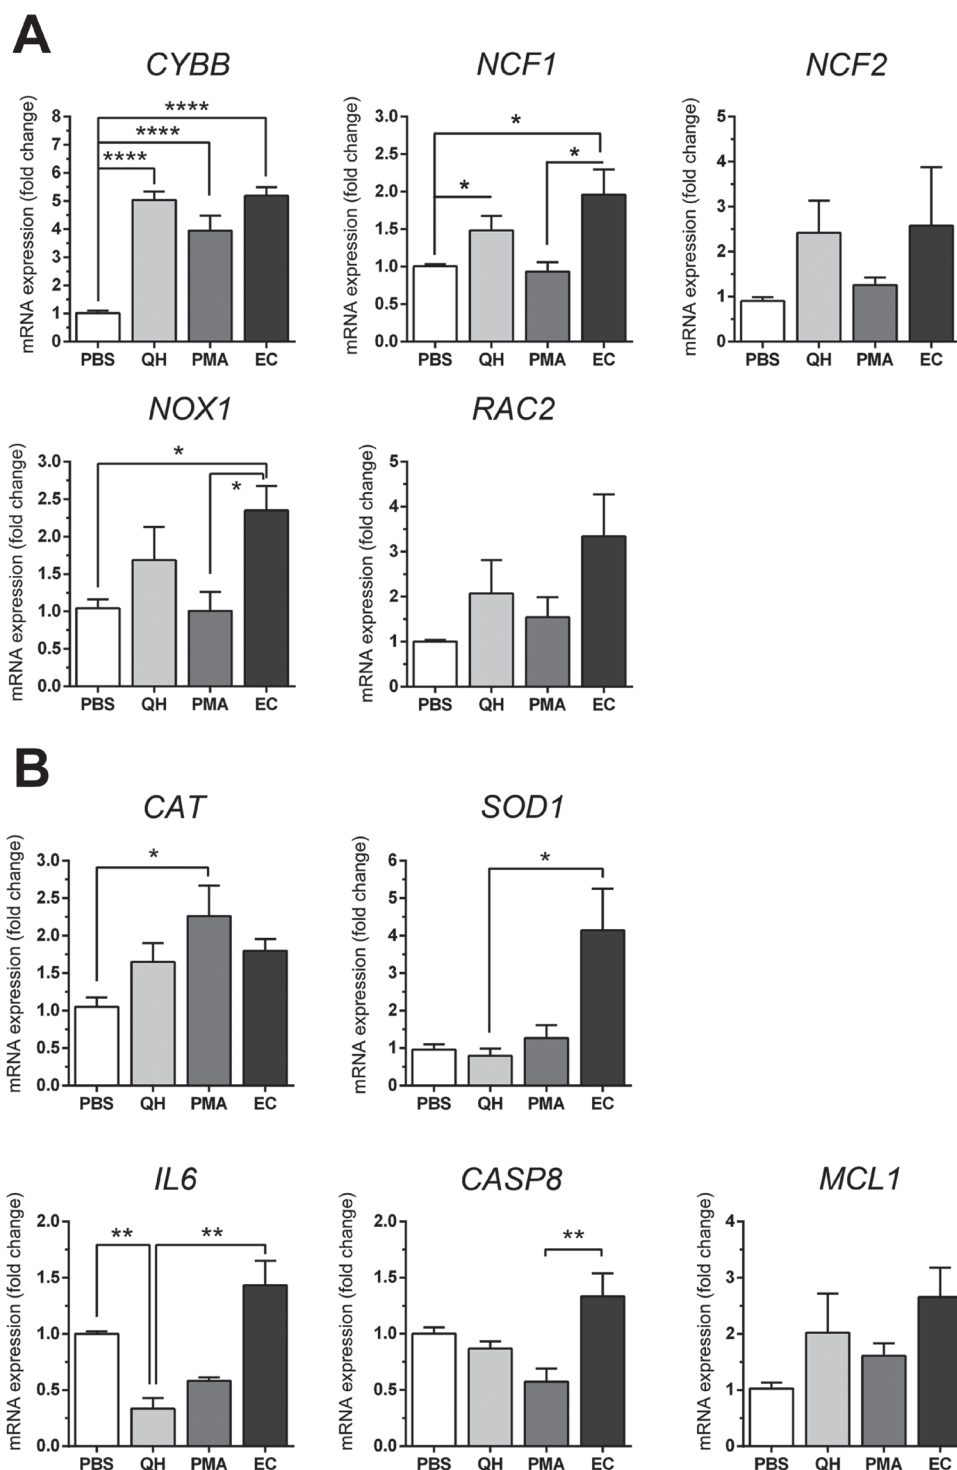 A
CYBB
mRNA expression (fold change)
8
7
6
5
4
3
2
1
0
****
****
****
PBS QH PMA EC
NCF1
mRNA expression (fold change)
3.0
2.5
2.0
1.5
1.0
0.5
0.0
*
*
*
PBS QH PMA EC
NCF2
mRNA expression (fold change)
5
4
3
2
1
0
PBS QH PMA EC
NOX1
mRNA expression (fold change)
3.0
2.5
2.0
1.5
1.0
0.5
0.0
*
*
PBS QH PMA EC
RAC2
mRNA expression (fold change)
5
4
3
2
1
0
PBS QH PMA EC
B
CAT
mRNA expression (fold change)
3.0
2.5
2.0
1.5
1.0
0.5
0.0
*
PBS QH PMA EC
SOD1
mRNA expression (fold change)
6
5
4
3
2
1
0
*
PBS QH PMA EC
IL6
mRNA expression (fold change)
2.0
1.5
1.0
0.5
0.0
** **
PBS QH PMA EC
CASP8
mRNA expression (fold change)
2.0
1.5
1.0
0.5
0.0
**
PBS QH PMA EC
MCL1
mRNA expression (fold change)
4
3
2
1
0
PBS QH PMA EC